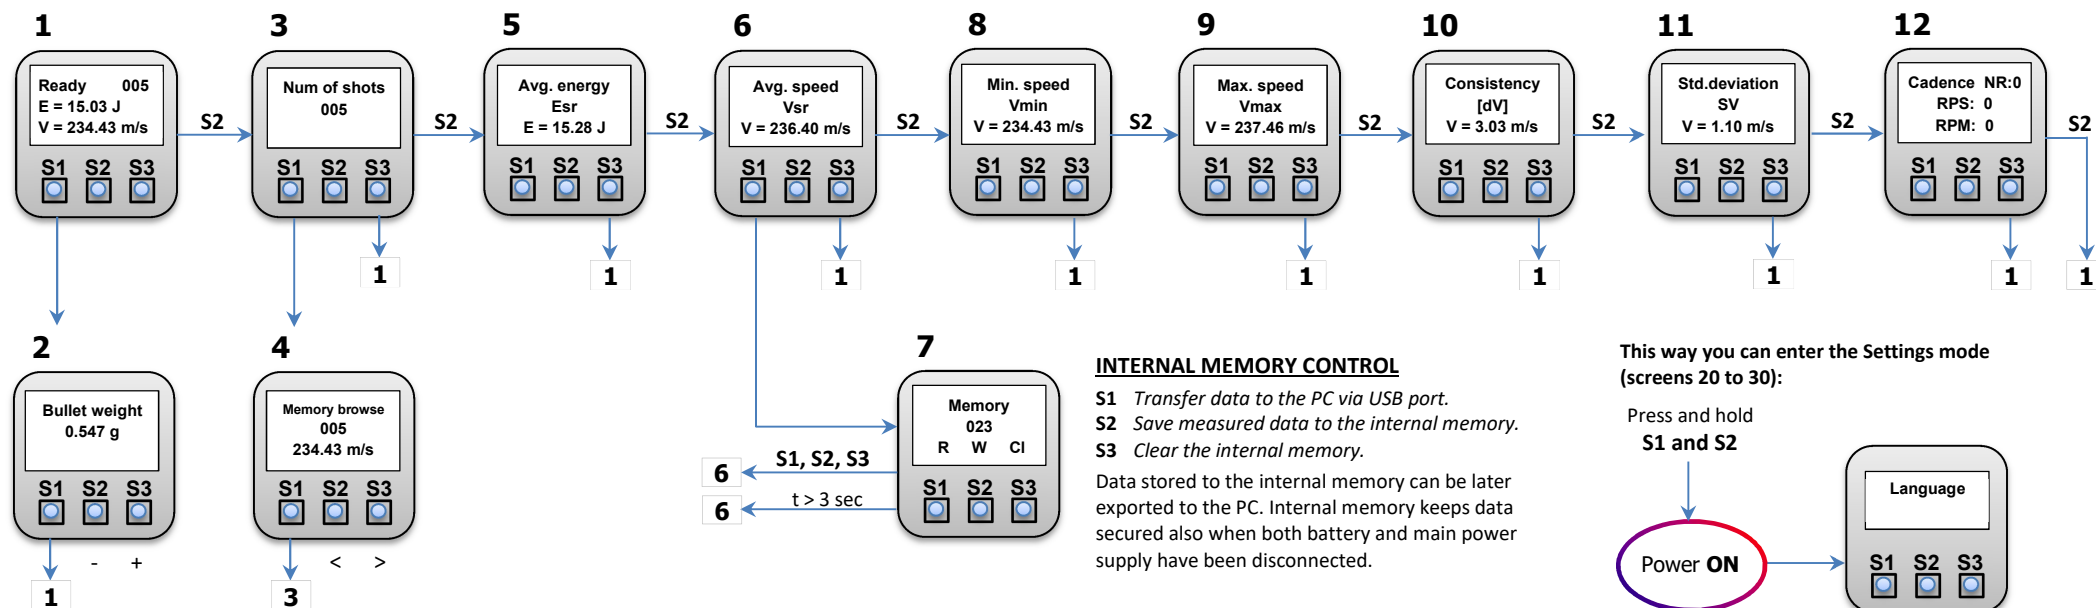 1
Ready 005
E = 15.03 J
V = 234.43 m/s
S1 S2 S3
S2
3
Num of shots
005
S1 S2 S3
1
S2
5
Avg. energy
Esr
E = 15.28 J
S1 S2 S3
1
S2
6
Avg. speed
Vsr
V = 236.40 m/s
S1 S2 S3
1
S2
8
Min. speed
Vmin
V = 234.43 m/s
S1 S2 S3
1
S2
9
Max. speed
Vmax
V = 237.46 m/s
S1 S2 S3
1
S2
10
Consistency
[dV]
V = 3.03 m/s
S1 S2 S3
1
S2
11
Std.deviation
SV
V = 1.10 m/s
S1 S2 S3
1
S2
12
Cadence NR:0
RPS: 0
RPM: 0
S1 S2 S3
1
S2
1
2
Bullet weight
0.547 g
S1 S2 S3
- +
1
4
Memory browse
005
234.43 m/s
S1 S2 S3
< >
3
7
Memory
023
R W Cl
S1 S2 S3
S1, S2, S3
6
t > 3 sec
6
INTERNAL MEMORY CONTROL
S1 Transfer data to the PC via USB port.
S2 Save measured data to the internal memory.
S3 Clear the internal memory.
Data stored to the internal memory can be later
exported to the PC. Internal memory keeps data
secured also when both battery and main power
supply have been disconnected.
This way you can enter the Settings mode
(screens 20 to 30):
Press and hold
S1 and S2
Power ON
Language
S1 S2 S3